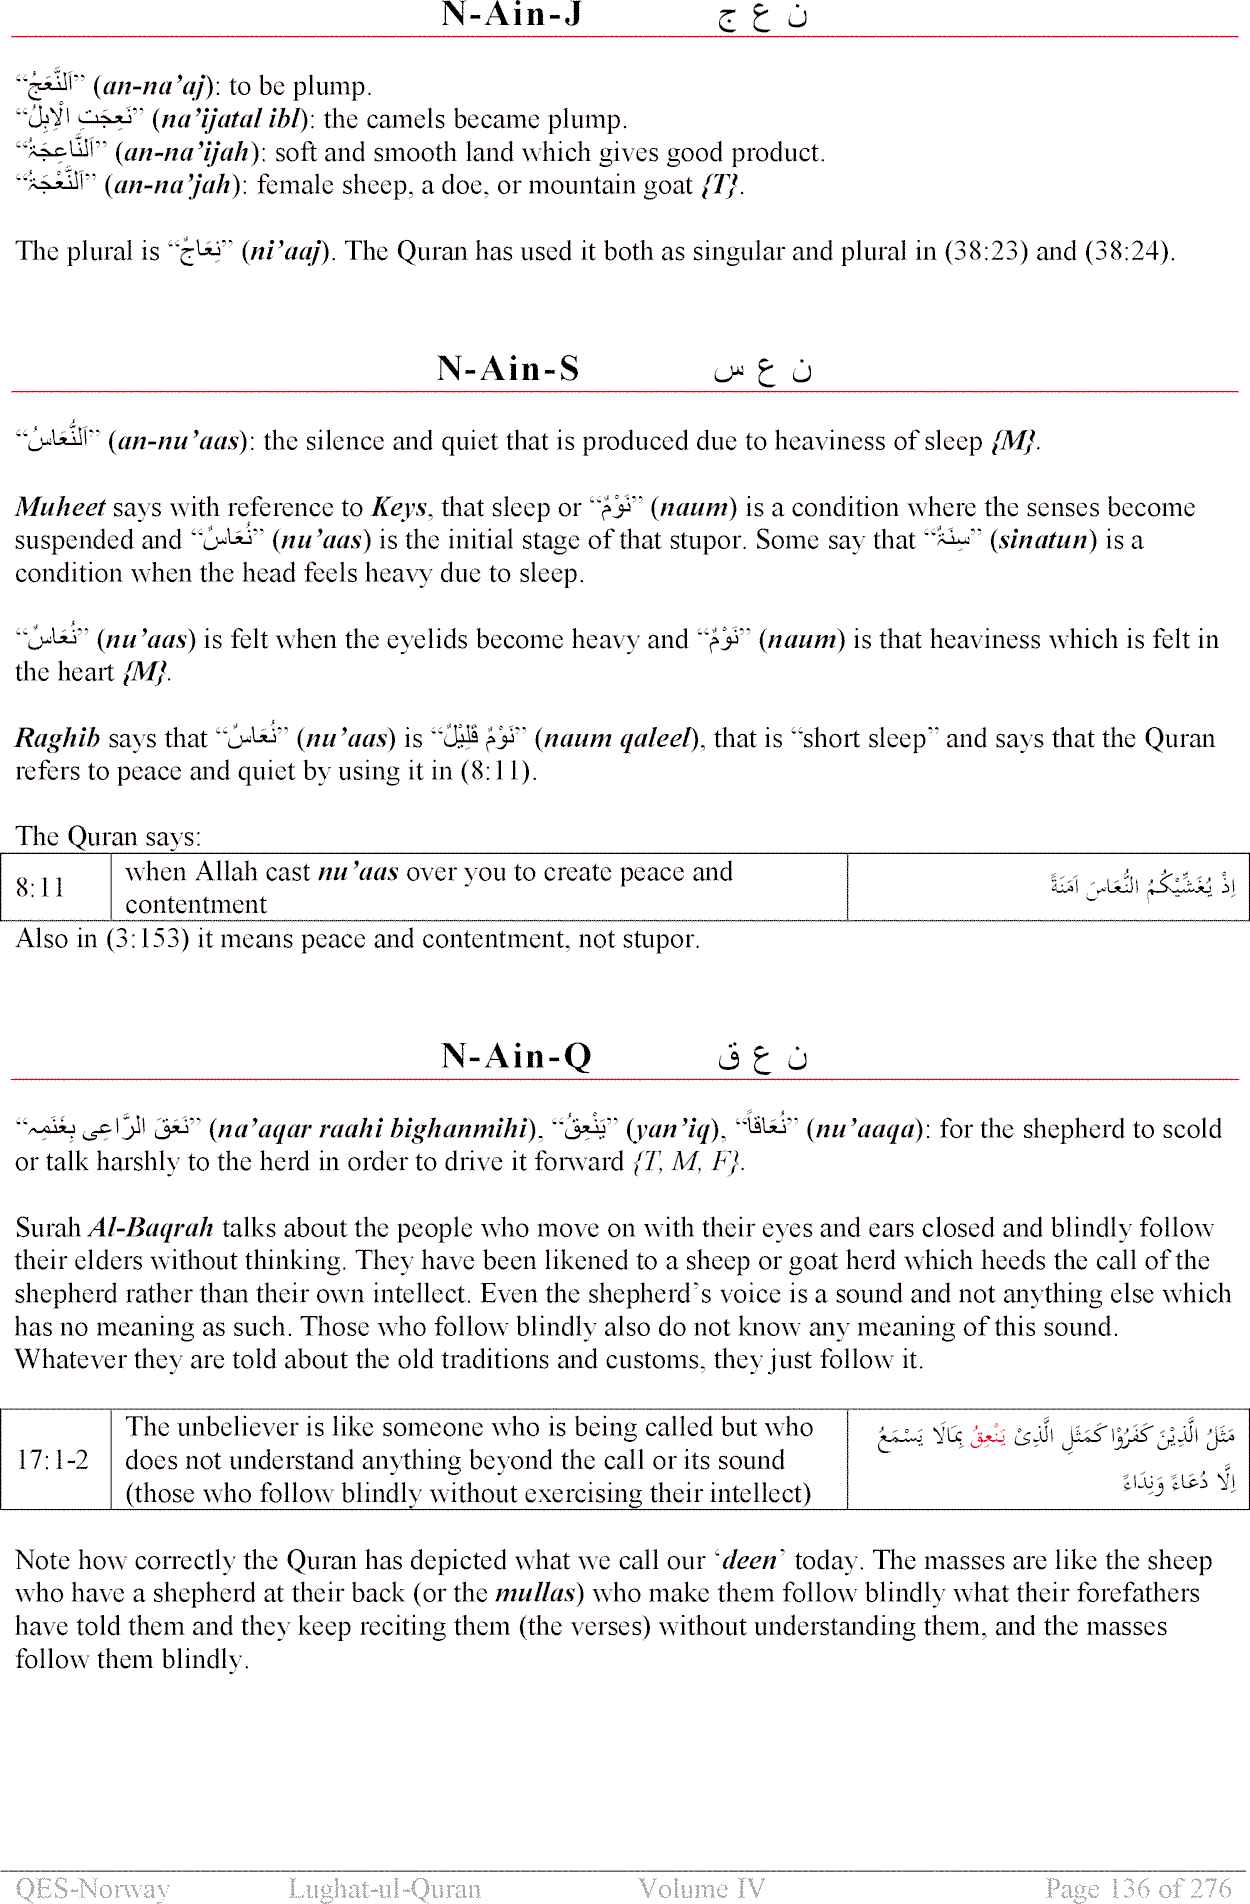 N-Ain-J ن ع ج
“اَلنَّعَجُ” (an-na’aj): to be plump.
“نَعِجَتِ الْاِبِلُ” (na’ijatal ibl): the camels became plump.
“اَلنَّاعِجَۃُ” (an-na’ijah): soft and smooth land which gives good product.
“اَلنَّعْجَۃُ” (an-na’jah): female sheep, a doe, or mountain goat {T}.
The plural is “نِعَاجٌ” (ni’aaj). The Quran has used it both as singular and plural in (38:23) and (38:24).
N-Ain-S ن ع س
“اَلنُّعَاسُ” (an-nu’aas): the silence and quiet that is produced due to heaviness of sleep {M}.
Muheet says with reference to Keys, that sleep or “نَوْمٌ” (naum) is a condition where the senses become
suspended and “نُعَاسٌ” (nu’aas) is the initial stage of that stupor. Some say that “سِنَۃٌ” (sinatun) is a
condition when the head feels heavy due to sleep.
“نُعَاسٌ” (nu’aas) is felt when the eyelids become heavy and “نَوْمٌ” (naum) is that heaviness which is felt in
the heart {M}.
Raghib says that “نُعَاسٌ” (nu’aas) is “نَوْمٌ قَلِیْلٌ” (naum qaleel), that is “short sleep” and says that the Quran
refers to peace and quiet by using it in (8:11).
The Quran says:
8:11 when Allah cast nu’aas over you to create peace and
contentment
اِذْ یُغَشِّیْکُمُ النُّعَاسَ اَمَنَۃً
Also in (3:153) it means peace and contentment, not stupor.
N-Ain-Q ن ع ق
“نَعَقَ الرَّاعِی بِغَنَمِہ” (na’aqar raahi bighanmihi), “یَنْعِقُ” (yan’iq), “نُعَاقاً” (nu’aaqa): for the shepherd to scold
or talk harshly to the herd in order to drive it forward {T, M, F}.
Surah Al-Baqrah talks about the people who move on with their eyes and ears closed and blindly follow
their elders without thinking. They have been likened to a sheep or goat herd which heeds the call of the
shepherd rather than their own intellect. Even the shepherd’s voice is a sound and not anything else which
has no meaning as such. Those who follow blindly also do not know any meaning of this sound.
Whatever they are told about the old traditions and customs, they just follow it.
17:1-2 The unbeliever is like someone who is being called but who
does not understand anything beyond the call or its sound
(those who follow blindly without exercising their intellect)
مَثَلُ الَّذِیْنَ کَفَرُوْا کَمَثَلِ الَّذِیْ یَنْعِقُ بِمَالَا یَسْمَعُ
اِلَّا دُعَاءً وَنِدَاءً
Note how correctly the Quran has depicted what we call our ‘deen’ today. The masses are like the sheep
who have a shepherd at their back (or the mullas) who make them follow blindly what their forefathers
have told them and they keep reciting them (the verses) without understanding them, and the masses
follow them blindly.
QES-Norway Lughat-ul-Quran Volume IV Page 136 of 276